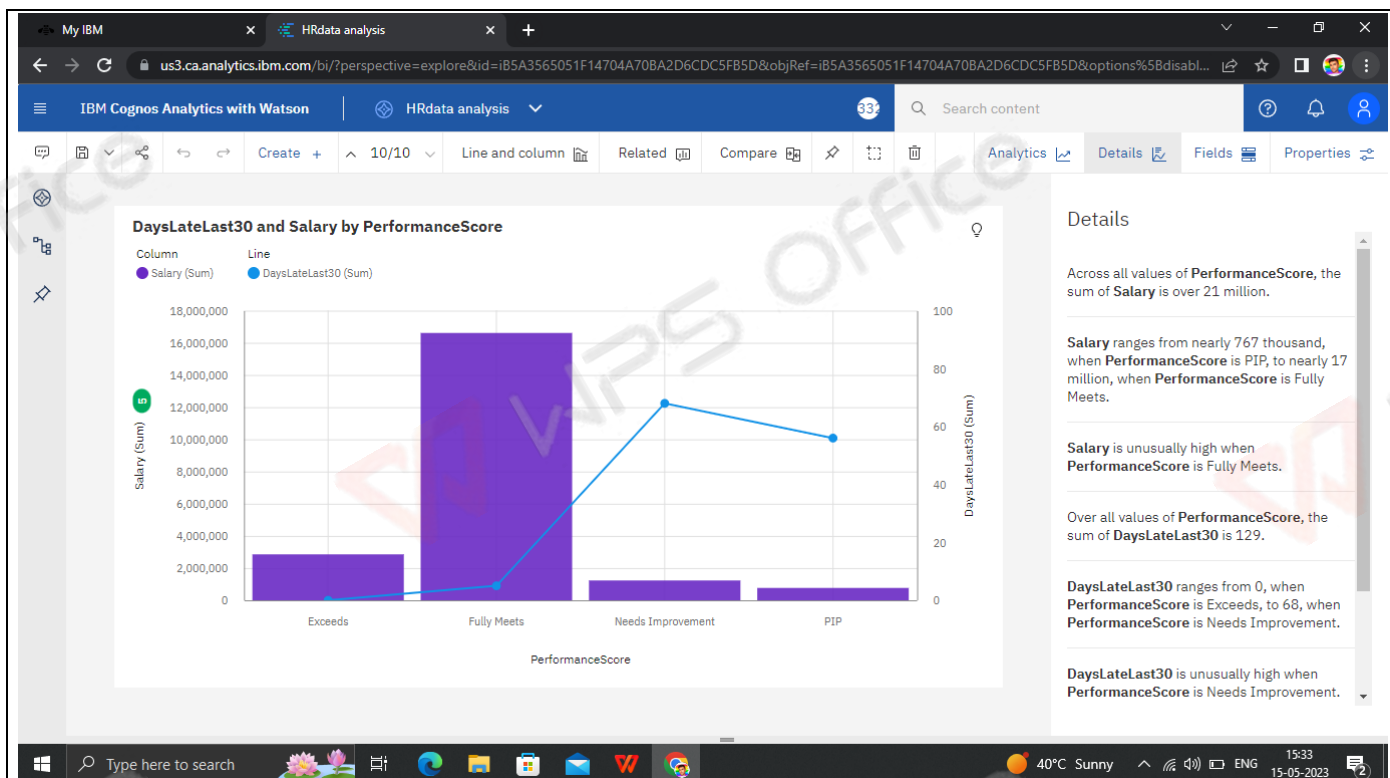 My IBM
HRdata analysis
us3.ca.analytics.ibm.com/bi/?perspective=explore&id=iB5A3565051F14704A70BA2D6CDC5FB5D&objRef=iB5A3565051F14704A70BA2D6CDC5FB5D&options%5Bdisabl...
IBM Cognos Analytics with Watson
HRdata analysis
Search content
Create +
10/10
Line and column
Related
Compare
Analytics
Details
Fields
Properties
DaysLateLast30 and Salary by PerformanceScore
Column
Line
Salary (Sum)
DaysLateLast30 (Sum)
18,000,000
16,000,000
14,000,000
12,000,000
10,000,000
8,000,000
6,000,000
4,000,000
2,000,000
0
Salary (Sum)
5
100
80
60
40
20
0
DaysLateLast30 (Sum)
Exceeds
Fully Meets
Needs Improvement
PIP
PerformanceScore
Details
Across all values of PerformanceScore, the
sum of Salary is over 21 million.
Salary ranges from nearly 767 thousand,
when PerformanceScore is PIP, to nearly 17
million, when PerformanceScore is Fully
Meets.
Salary is unusually high when
PerformanceScore is Fully Meets.
Over all values of PerformanceScore, the
sum of DaysLateLast30 is 129.
DaysLateLast30 ranges from 0, when
PerformanceScore is Exceeds, to 68, when
PerformanceScore is Needs Improvement.
DaysLateLast30 is unusually high when
PerformanceScore is Needs Improvement.
WPS OFFICE
Type here to search
40°C Sunny
ENG
15:33
15-05-2023
2